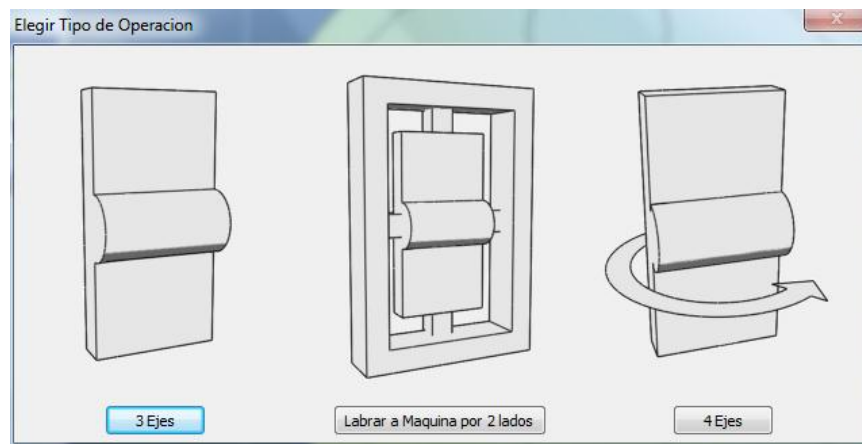 Elegir Tipo de Operacion
3 Ejes
Labrar a Maquina por 2 lados
4 Ejes